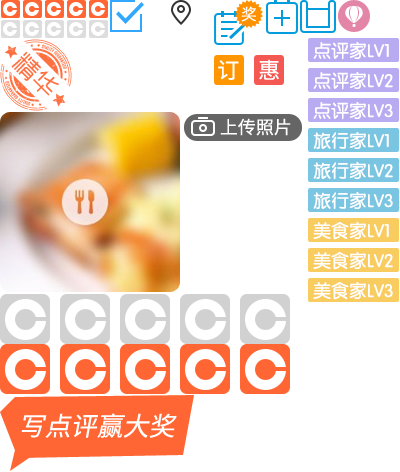 奖
点评家LV1
精华
订
惠
点评家LV2
点评家LV3
上传照片
旅行家LV1
旅行家LV2
旅行家LV3
美食家LV1
美食家LV2
美食家LV3
写点评赢大奖